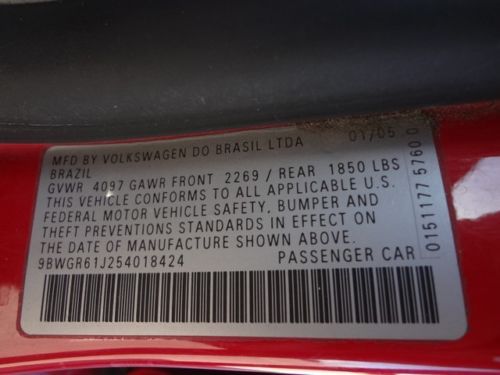 MFD BY VOLKSWAGEN DO BRASIL LTDA 01/05
BRAZIL
GVWR 4097 GAWR FRONT 2269 / REAR 1850 LBS
THIS VEHICLE CONFORMS TO ALL APPLICABLE U.S.
FEDERAL MOTOR VEHICLE SAFETY, BUMPER AND
THEFT PREVENTIONS STANDARDS IN EFFECT ON
THE DATE OF MANUFACTURE SHOWN ABOVE.
9BWGR61J254018424 PASSENGER CAR
0151177 5760.0